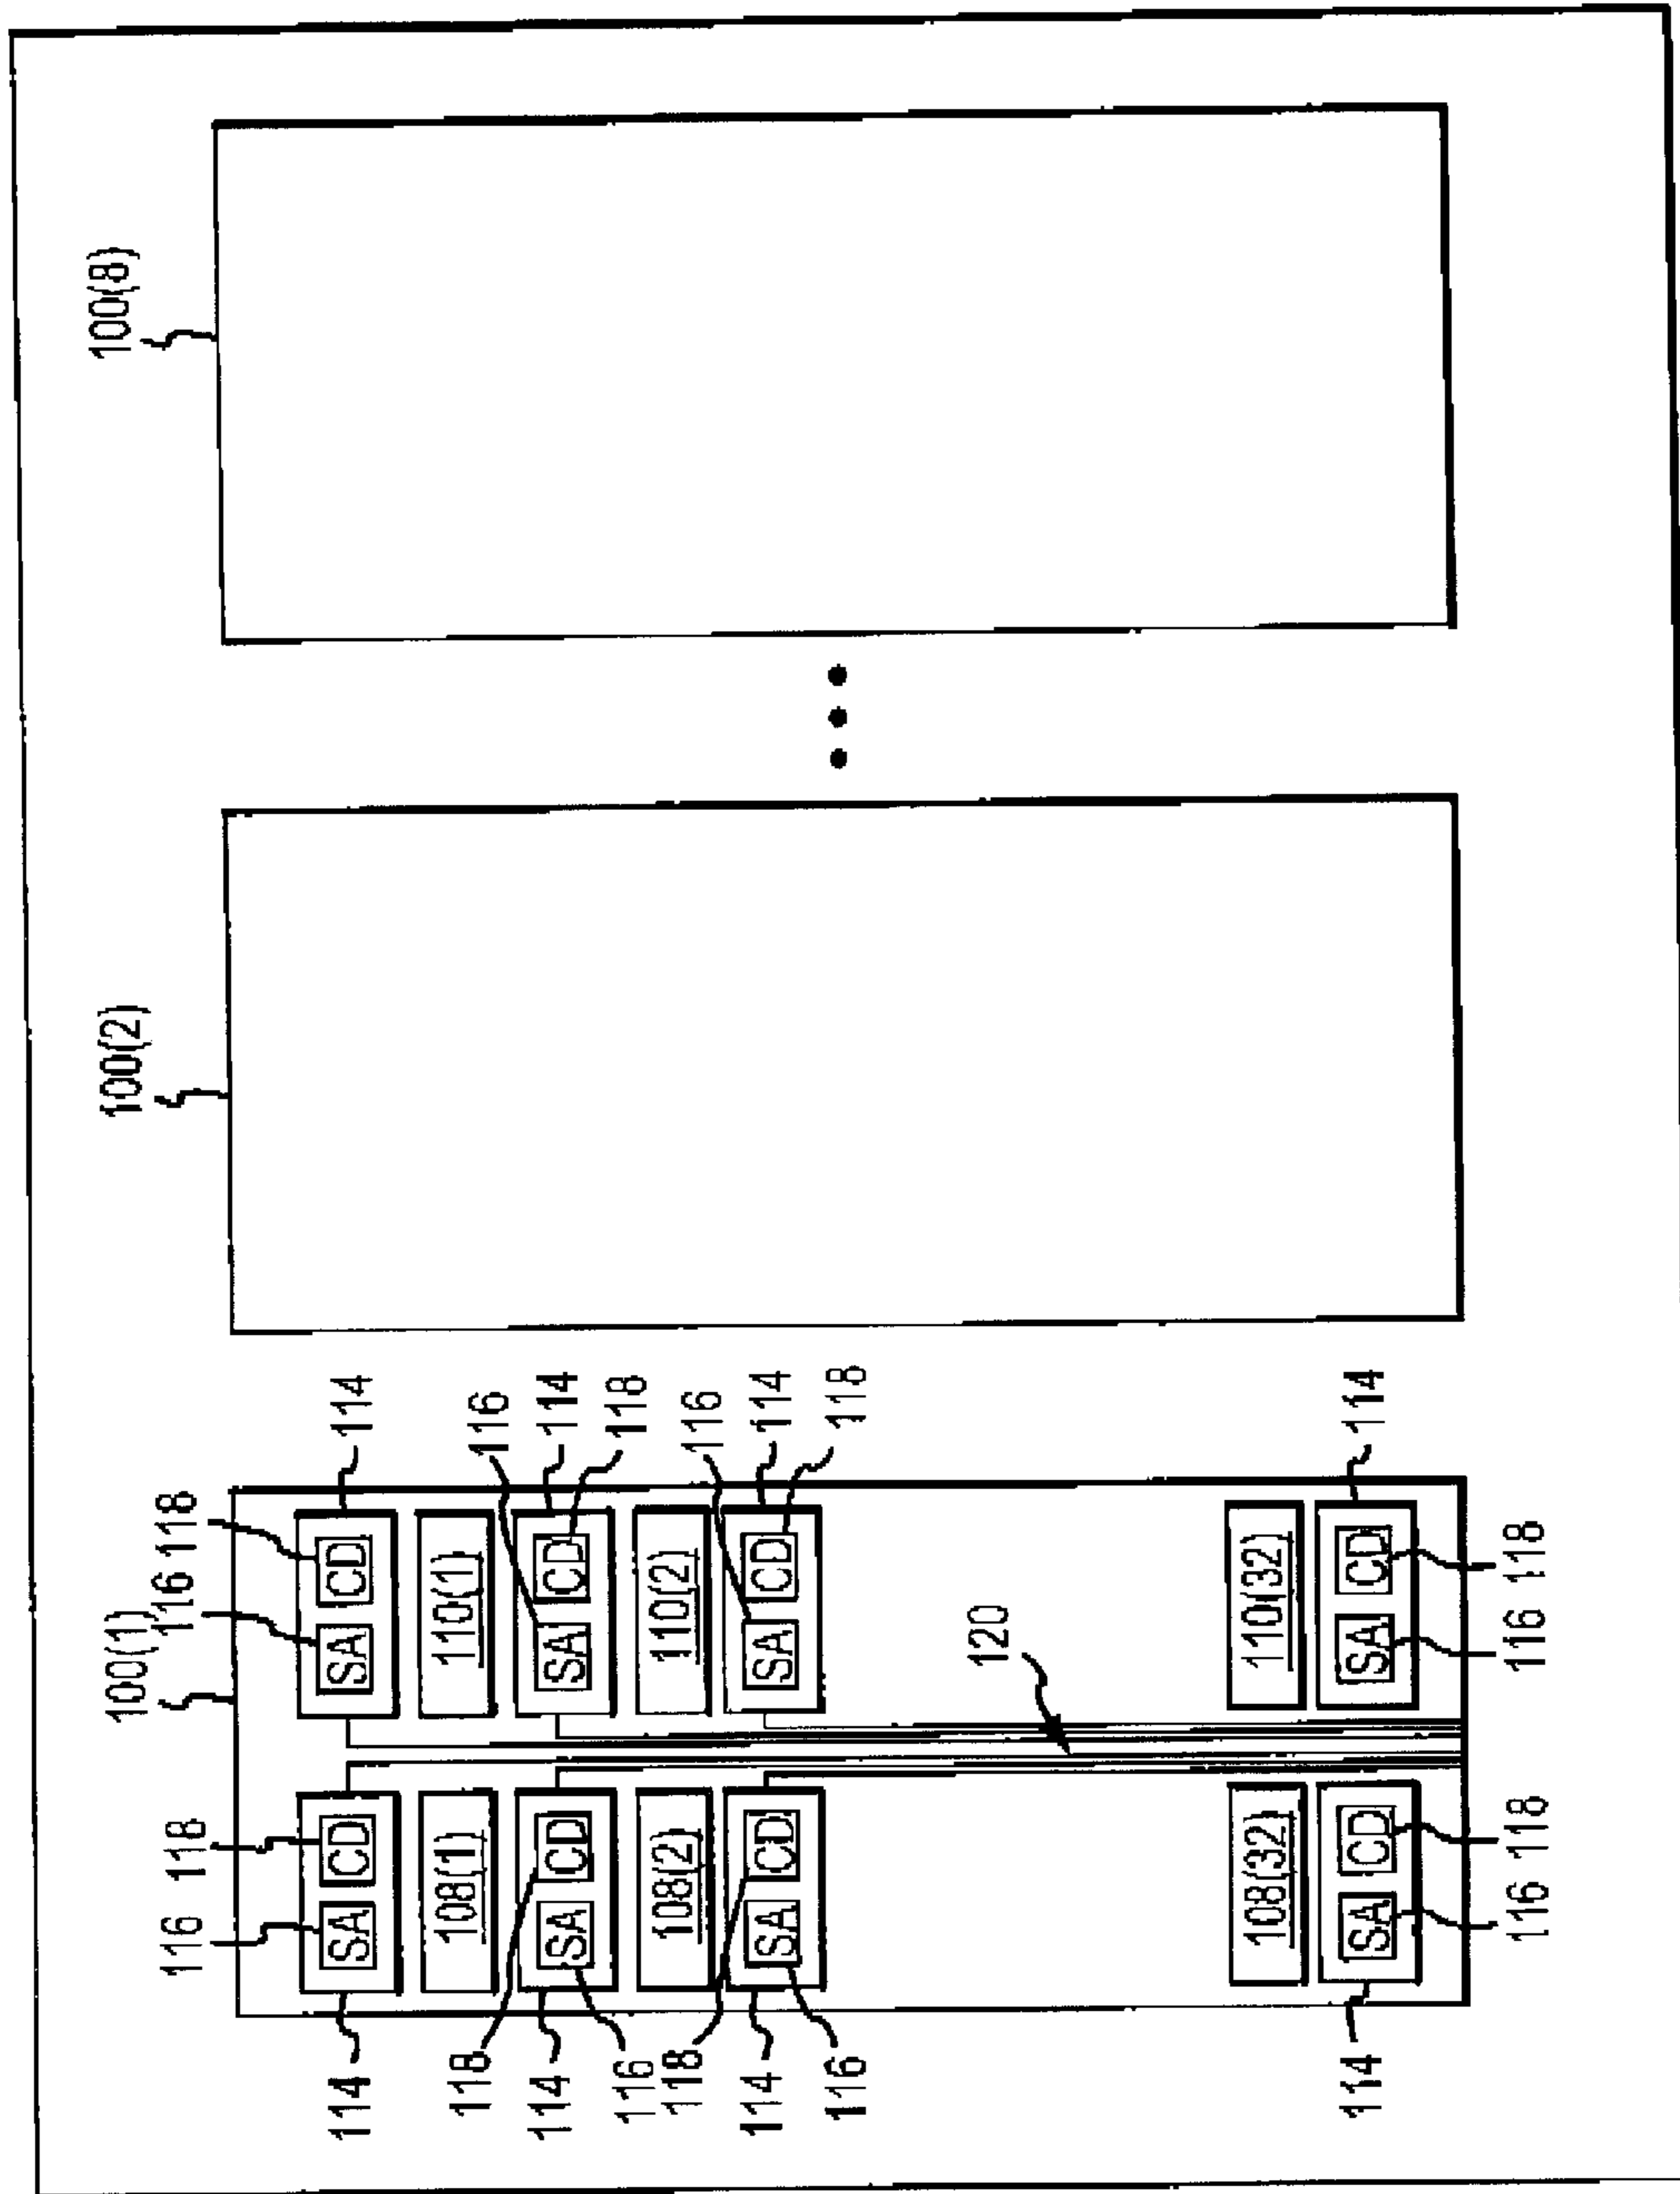 100(1) 100(2) 100(8)
116 118 116 118
114 SA CD SA CD 114
118 108(1) 110(1) 116
114 SA CD SA CD 114
116 118
118 108(2) 110(2) 116
114 SA CD SA CD 114
116 118
120
108(32) 110(32)
114 SA CD SA CD 114
116 118 116 118